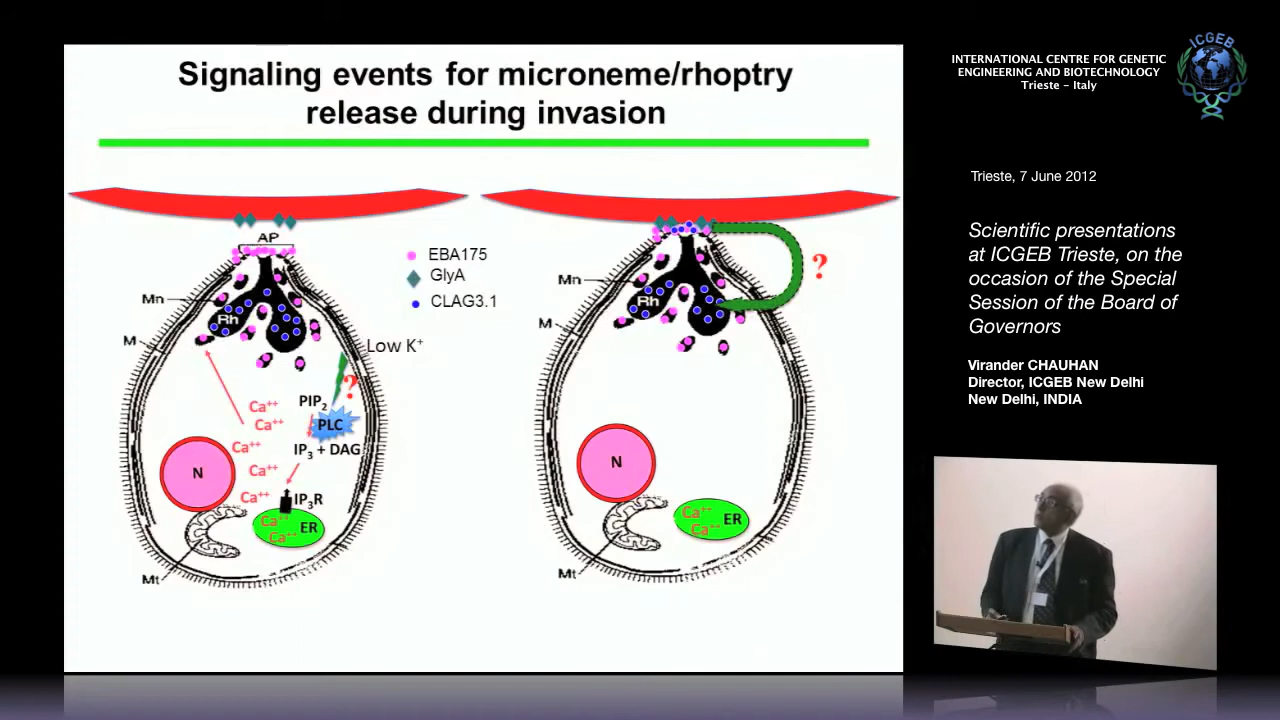 Signaling events for microneme/rhoptry
release during invasion
AP
EBA175
GlyA
CLAG3.1
Mn
Rh
M
Low K⁺
?
Ca⁺⁺
Ca⁺⁺
Ca⁺⁺
Ca⁺⁺
Ca⁺⁺
PIP₂
PLC
IP₃ + DAG
IP₃R
N
Ca⁺⁺
Ca⁺⁺
ER
Mt
?
Mn
Rh
M
N
Ca⁺⁺
Ca⁺⁺
ER
Mt
ICGEB
INTERNATIONAL CENTRE FOR GENETIC
ENGINEERING AND BIOTECHNOLOGY
Trieste - Italy
Trieste, 7 June 2012
Scientific presentations
at ICGEB Trieste, on the
occasion of the Special
Session of the Board of
Governors
Virander CHAUHAN
Director, ICGEB New Delhi
New Delhi, INDIA